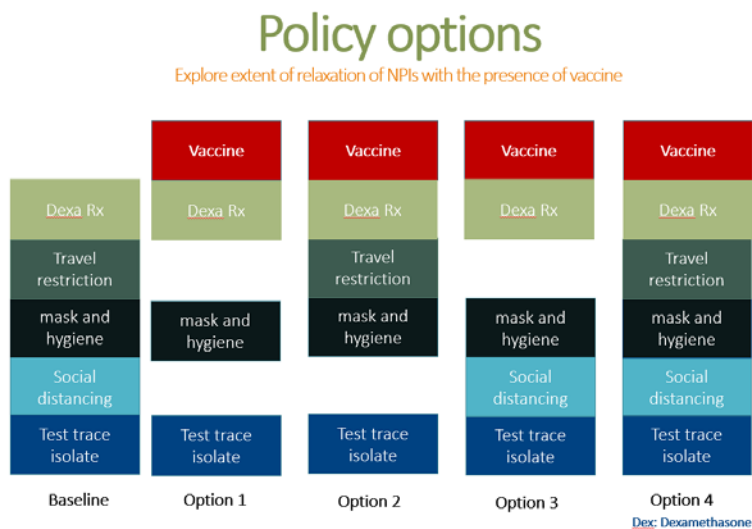 Policy options
Explore extent of relaxation of NPIs with the presence of vaccine
Vaccine
Vaccine
Vaccine
Vaccine
Dexa Rx
Dexa Rx
Dexa Rx
Dexa Rx
Dexa Rx
Travel
restriction
Travel
restriction
Travel
restriction
mask and
hygiene
mask and
hygiene
mask and
hygiene
mask and
hygiene
mask and
hygiene
Social
distancing
Social
distancing
Social
distancing
Test trace
isolate
Test trace
isolate
Test trace
isolate
Test trace
isolate
Test trace
isolate
Baseline
Option 1
Option 2
Option 3
Option 4
Dex: Dexamethasone